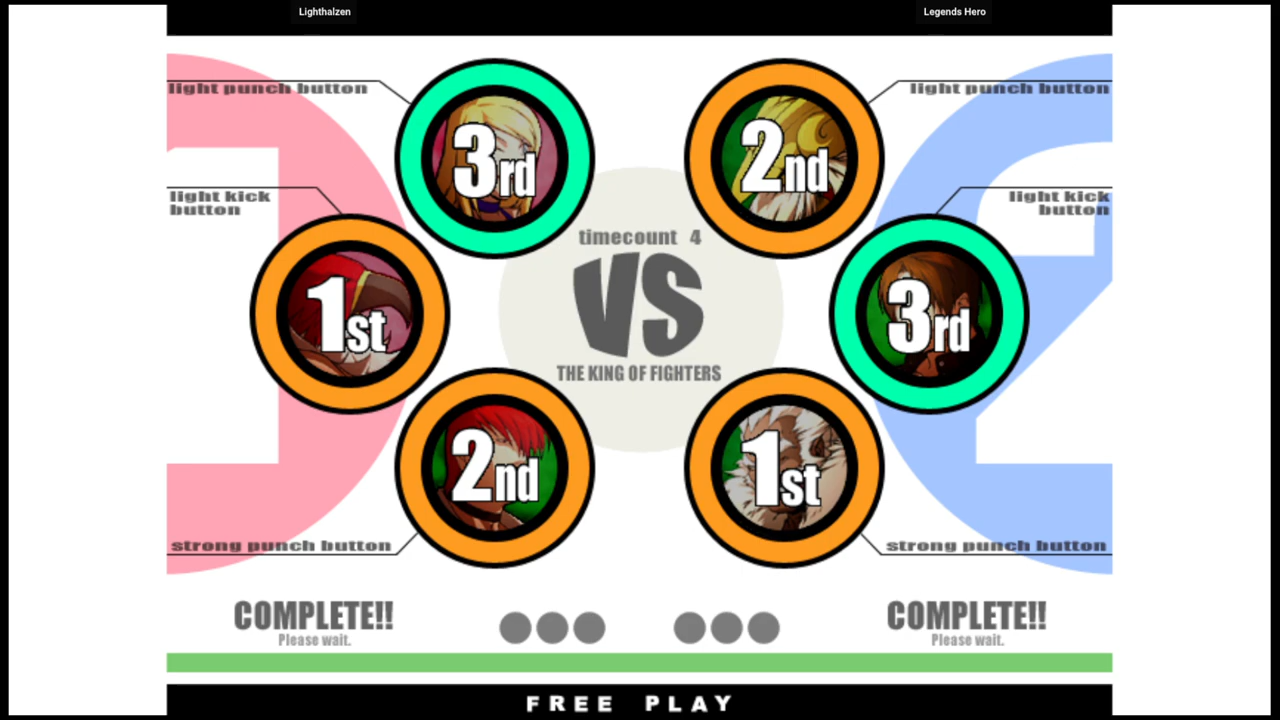 Lighthalzen
Legends Hero
light punch button
light punch button
3rd
2nd
light kick
button
light kick
button
timecount 4
VS
THE KING OF FIGHTERS
1st
3rd
2nd
1st
strong punch button
strong punch button
COMPLETE!!
Please wait.
COMPLETE!!
Please wait.
FREE PLAY
1
2